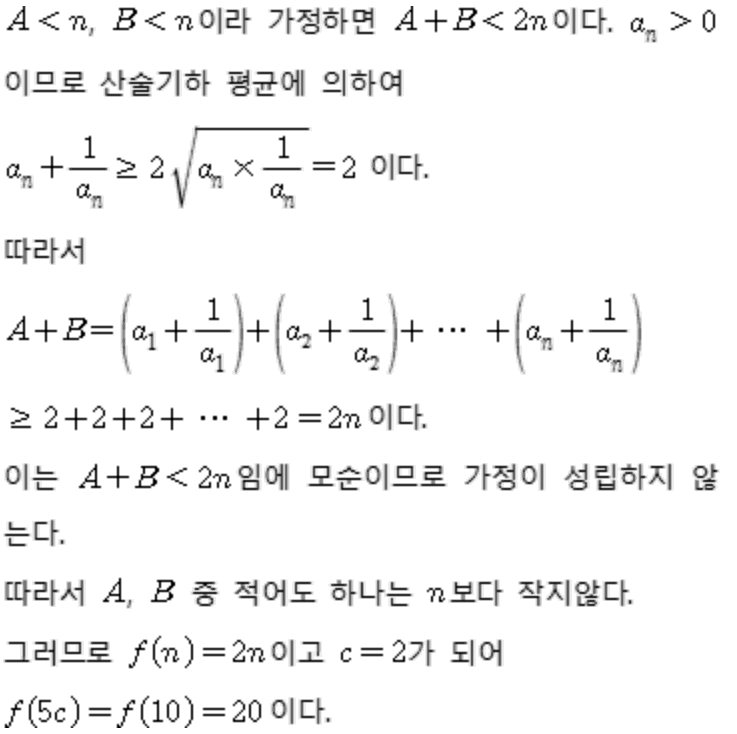 A < n, B < n이라 가정하면 A + B < 2n이다. aₙ > 0
이므로 산술기하 평균에 의하여
aₙ + 1/aₙ ≥ 2√(aₙ × 1/aₙ) = 2 이다.
따라서
A + B = (a₁ + 1/a₁) + (a₂ + 1/a₂) + ⋯ + (aₙ + 1/aₙ)
≥ 2 + 2 + 2 + ⋯ + 2 = 2n이다.
이는 A + B < 2n임에 모순이므로 가정이 성립하지 않
는다.
따라서 A, B 중 적어도 하나는 n보다 작지않다.
그러므로 f(n) = 2n이고 c = 2가 되어
f(5c) = f(10) = 20 이다.